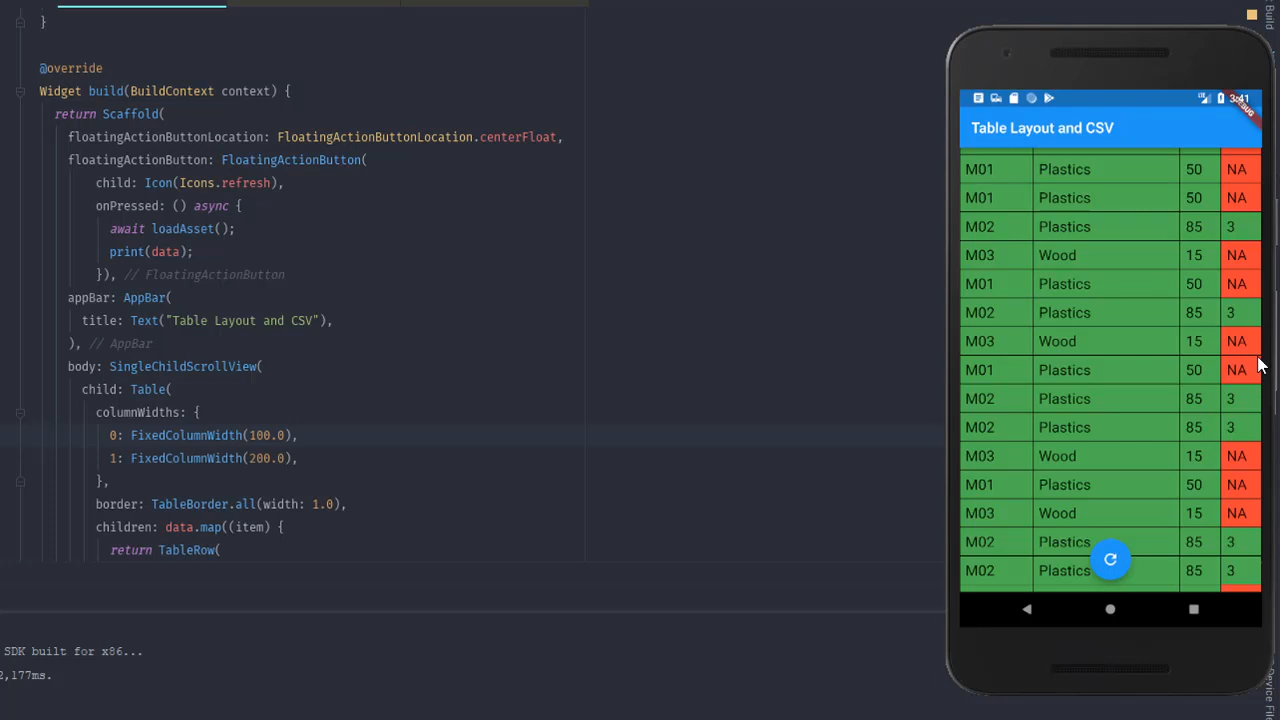 }
@override
Widget build(BuildContext context) {
return Scaffold(
floatingActionButtonLocation: FloatingActionButtonLocation.centerFloat,
floatingActionButton: FloatingActionButton(
child: Icon(Icons.refresh),
onPressed: () async {
await loadAsset();
print(data);
}), // FloatingActionButton
appBar: AppBar(
title: Text("Table Layout and CSV"),
), // AppBar
body: SingleChildScrollView(
child: Table(
columnWidths: {
0: FixedColumnWidth(100.0),
1: FixedColumnWidth(200.0),
},
border: TableBorder.all(width: 1.0),
children: data.map((item) {
return TableRow(
SDK built for x86...
2,177ms.
3:41
Table Layout and CSV
M01 Plastics 50 NA
M01 Plastics 50 NA
M02 Plastics 85 3
M03 Wood 15 NA
M01 Plastics 50 NA
M02 Plastics 85 3
M03 Wood 15 NA
M01 Plastics 50 NA
M02 Plastics 85 3
M02 Plastics 85 3
M03 Wood 15 NA
M01 Plastics 50 NA
M03 Wood 15 NA
M02 Plastics 85 3
M02 Plastics 85 3
Build